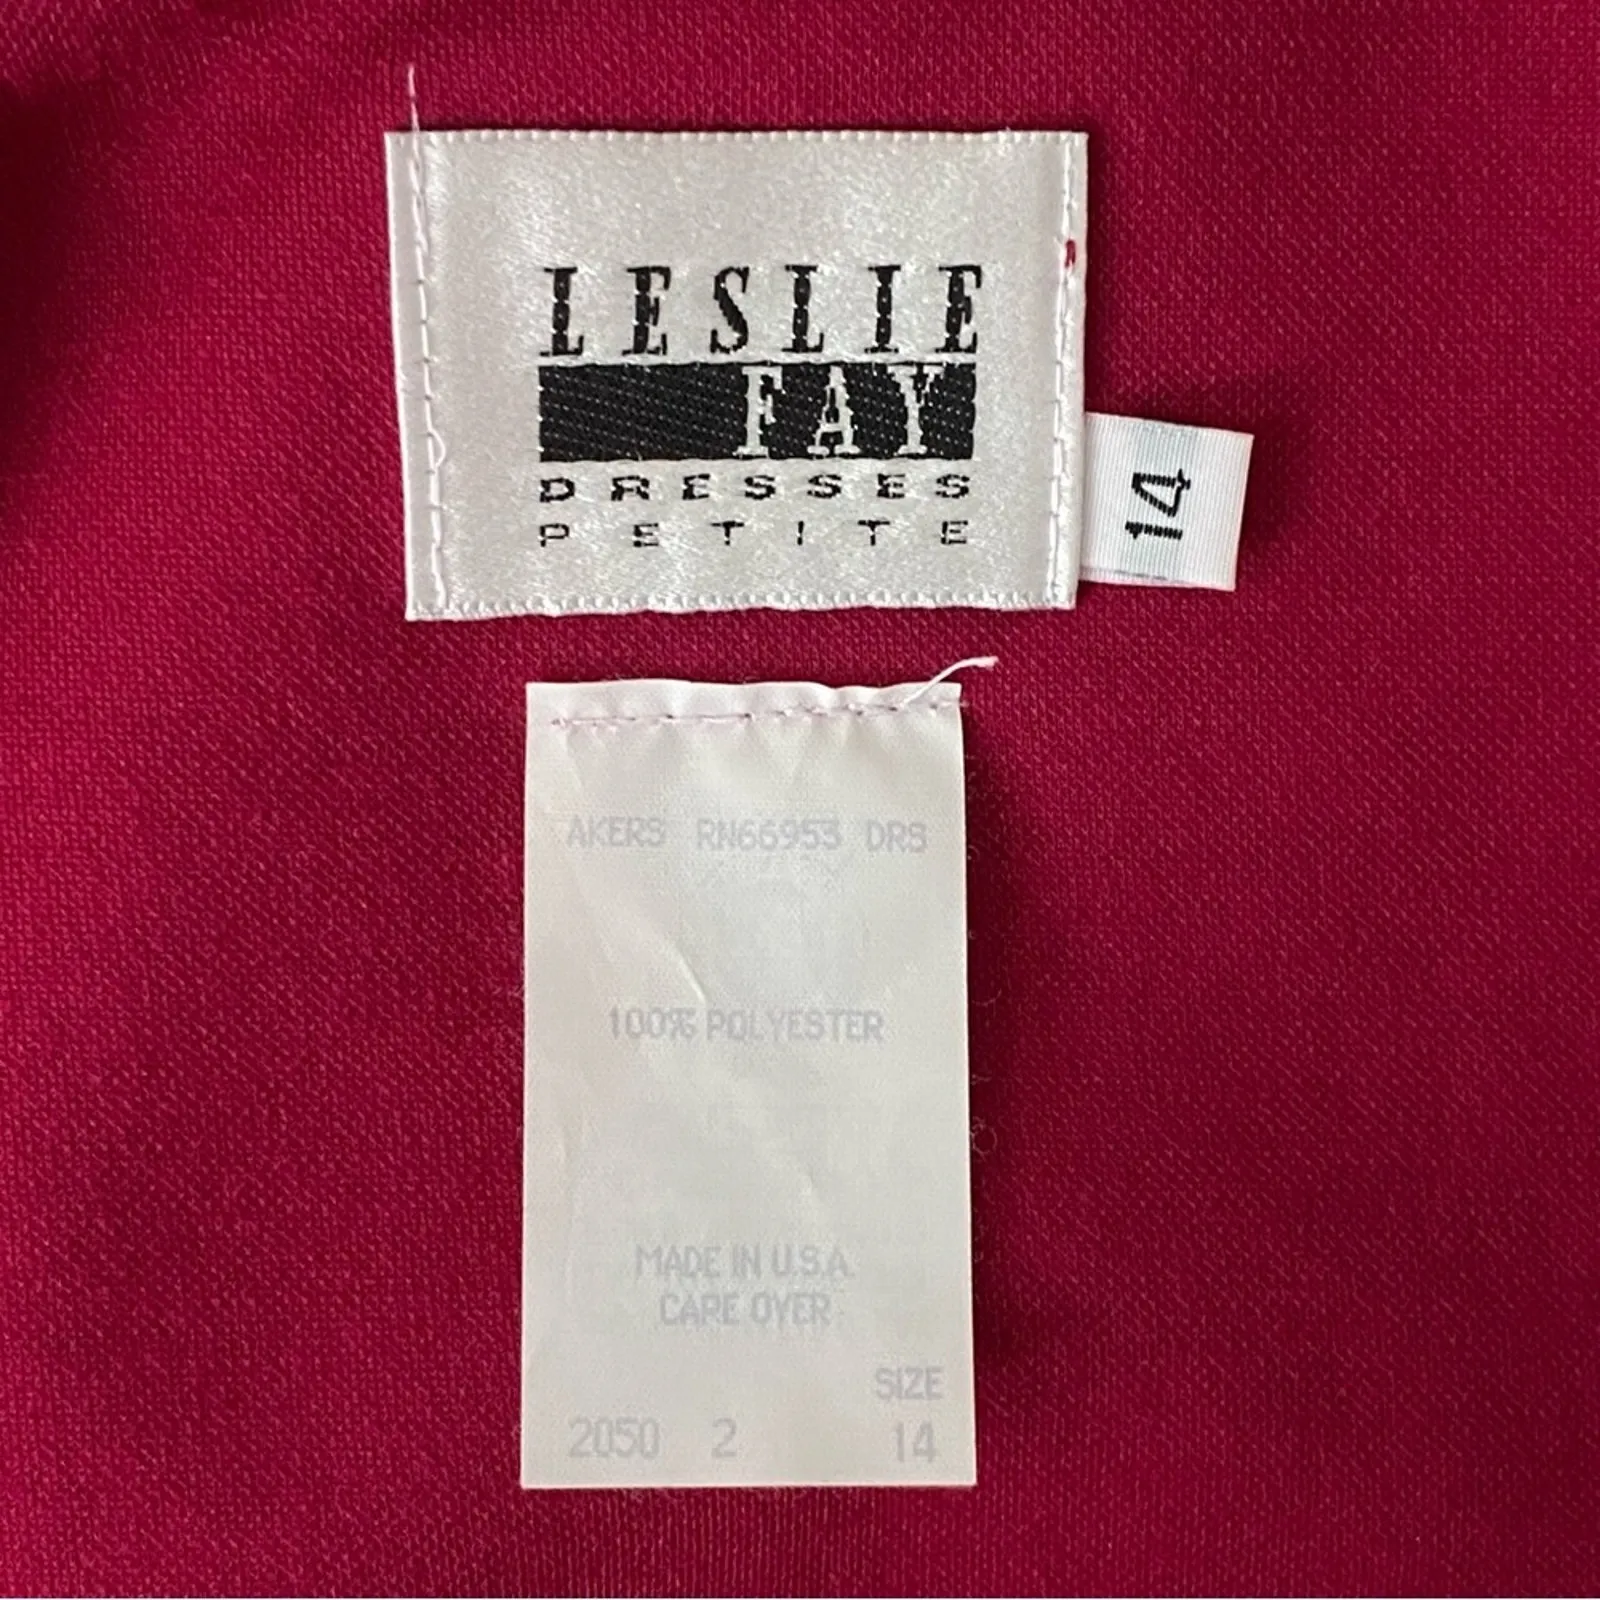 LESLIE
FAY
DRESSES
PETITE
14
AKERS RN66953 DRS
100% POLYESTER
MADE IN U.S.A.
CARE OVER
SIZE
2050 2 14